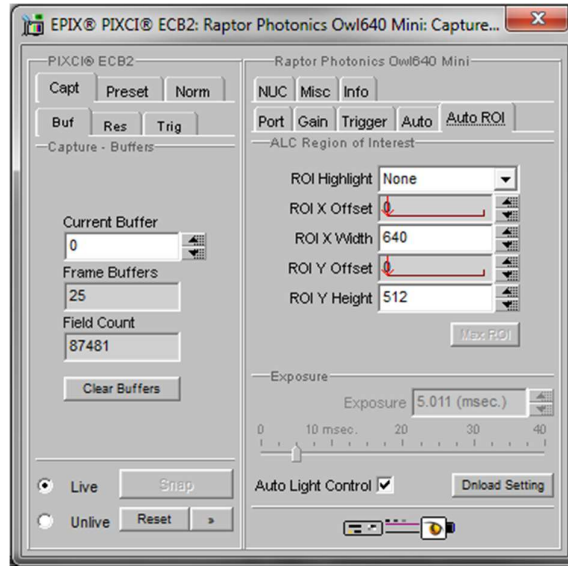 EPIX® PIXCI® ECB2: Raptor Photonics Owl640 Mini: Capture...
PIXCI® ECB2
Capt Preset Norm
Buf Res Trig
Capture - Buffers
Current Buffer
0
Frame Buffers
25
Field Count
87481
Clear Buffers
Live Snap
Unlive Reset »
Raptor Photonics Owl640 Mini
NUC Misc Info
Port Gain Trigger Auto Auto ROI
ALC Region of Interest
ROI Highlight None
ROI X Offset 0
ROI X Width 640
ROI Y Offset 0
ROI Y Height 512
Max ROI
Exposure
Exposure 5.011 (msec.)
0 10 msec. 20 30 40
Auto Light Control Dnload Setting